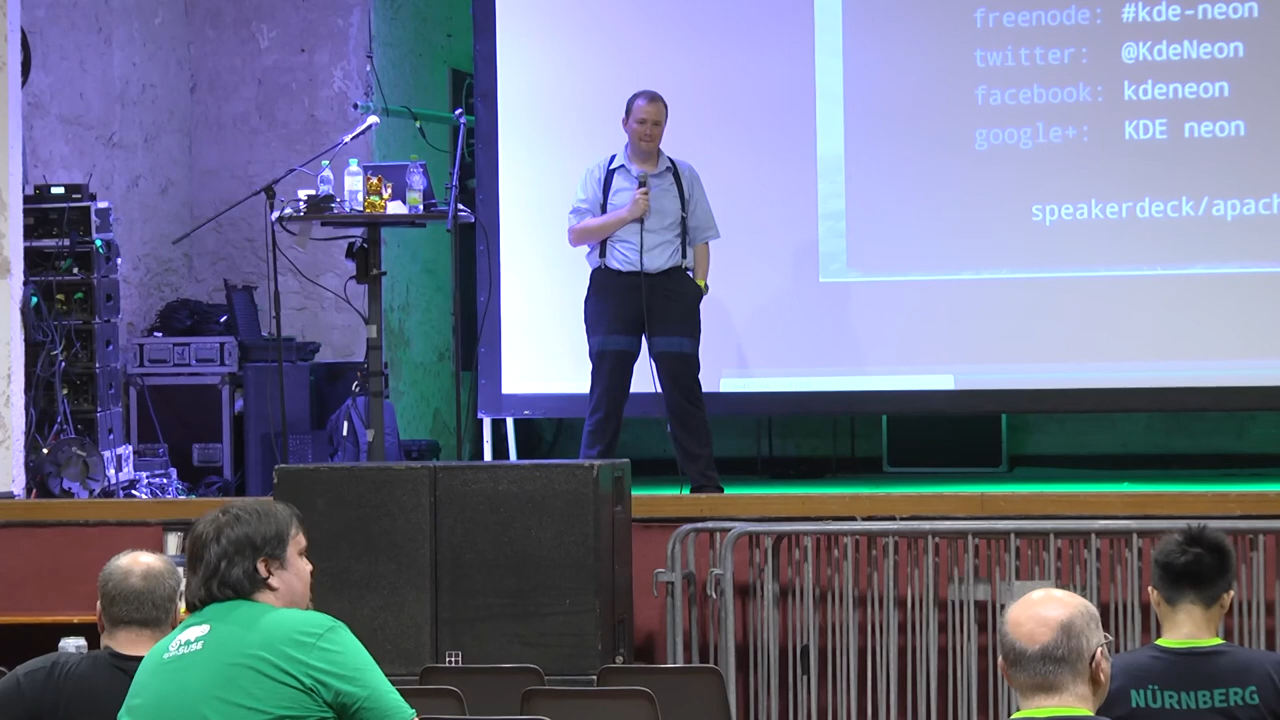 freenode: #kde-neon
twitter: @KdeNeon
facebook: kdeneon
google+: KDE neon
speakerdeck/apach
openSUSE
NÜRNBERG